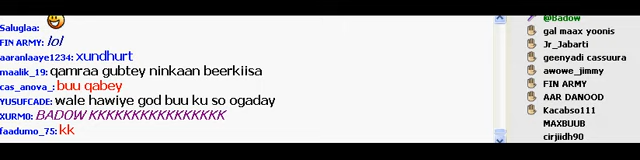 Saluglaa:
FIN ARMY: lol
aaranlaaye1234: xundhurt
maalik_19: qamraa gubtey ninkaan beerkiisa
cas_anova_: buu qabey
YUSUFCADE: wale hawiye god buu ku so ogaday
XURM0: BADOW KKKKKKKKKKKKKKKK
faadumo_75: kk
@Badow
gal maax yoonis
Jr_Jabarti
geenyadi cassuura
awowe_jimmy
FIN ARMY
AAR DANOOD
Kacabso111
MAXBUUB
cirjiidh90